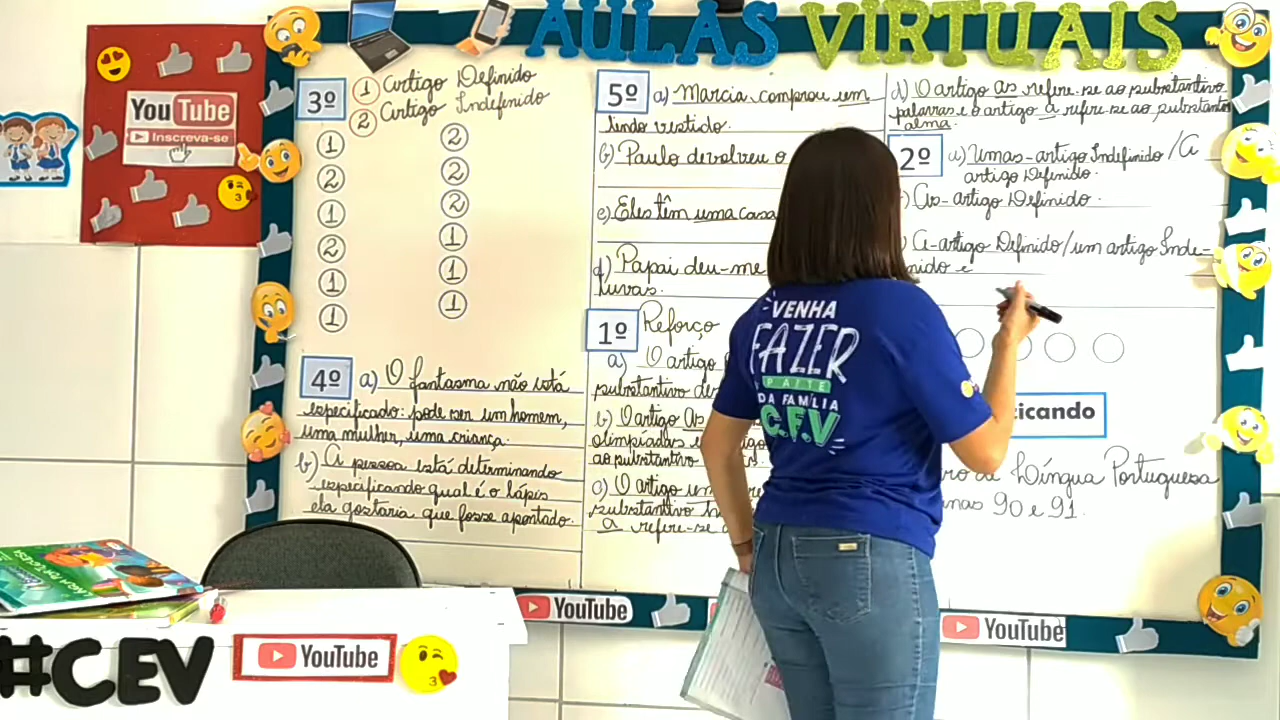 AULAS VIRTUAIS
YouTube
Inscreva-se
3º
1 Artigo Definido
2 Artigo Indefinido
1 2
2 2
1 2
2 1
1 1
1 1
4º a) O fantasma não está
especificado: pode ser um homem,
uma mulher, uma criança.
b) A pessoa está determinando
especificando qual é o lápis
ela gostaria que fosse apontado.
5º a) Marcia comprou um
lindo vestido.
b) Paulo devolveu o
c) Eles têm uma casa
d) Papai deu-me
luvas.
1º Reforço
a) O artigo
substantivo
b) O artigo as
olimpíadas e
ao substantivo
c) O artigo um
substantivo
a refere-se
d) O artigo as refere-se ao substantivo
palavras e o artigo a refere-se ao substantivo
alma.
2º a) Umas-artigo Indefinido / A
artigo Definido.
) As-artigo Definido.
) A-artigo Definido/um artigo Inde-
nido e
icando
de Língua Portuguesa
inas 90 e 91.
VENHA
FAZER
PARTE
DA FAMÍLIA
C.F.V
YouTube
YouTube
#CEV
YouTube